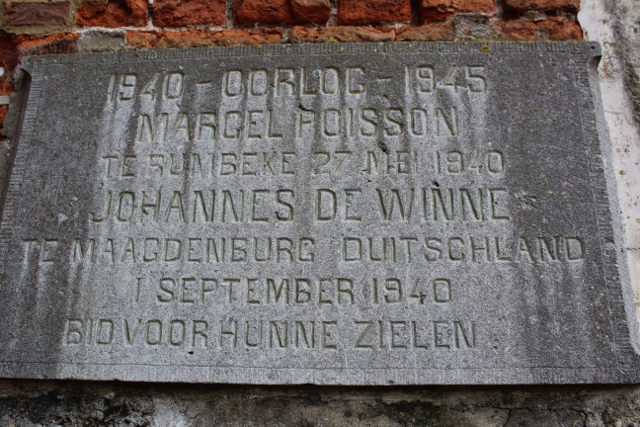 1940 - OORLOG - 1945
MARCEL POISSON
TE RUMBEKE 27 MEI 1940
JOHANNES DE WINNE
TE MAAGDENBURG DUITSCHLAND
1 SEPTEMBER 1940
BID VOOR HUNNE ZIELEN